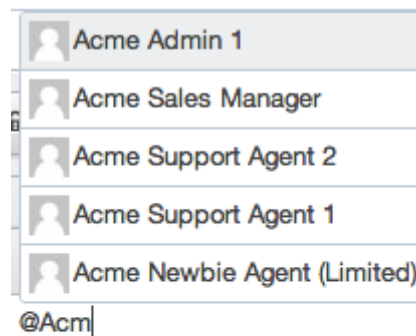 Acme Admin 1
Acme Sales Manager
Acme Support Agent 2
Acme Support Agent 1
Acme Newbie Agent (Limited)
@Acm